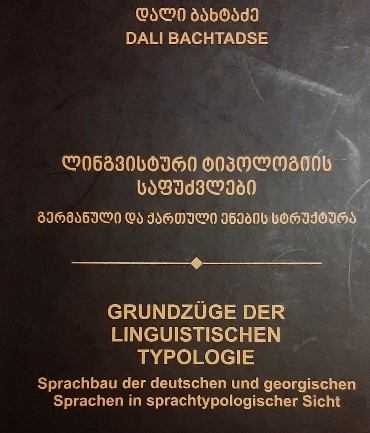 დალი ბახტაძე
DALI BACHTADSE
ლინგვისტური ტიპოლოგიის
საფუძვლები
გერმანული და ქართული ენების სტრუქტურა
GRUNDZÜGE DER
LINGUISTISCHEN
TYPOLOGIE
Sprachbau der deutschen und georgischen
Sprachen in sprachtypologischer Sicht